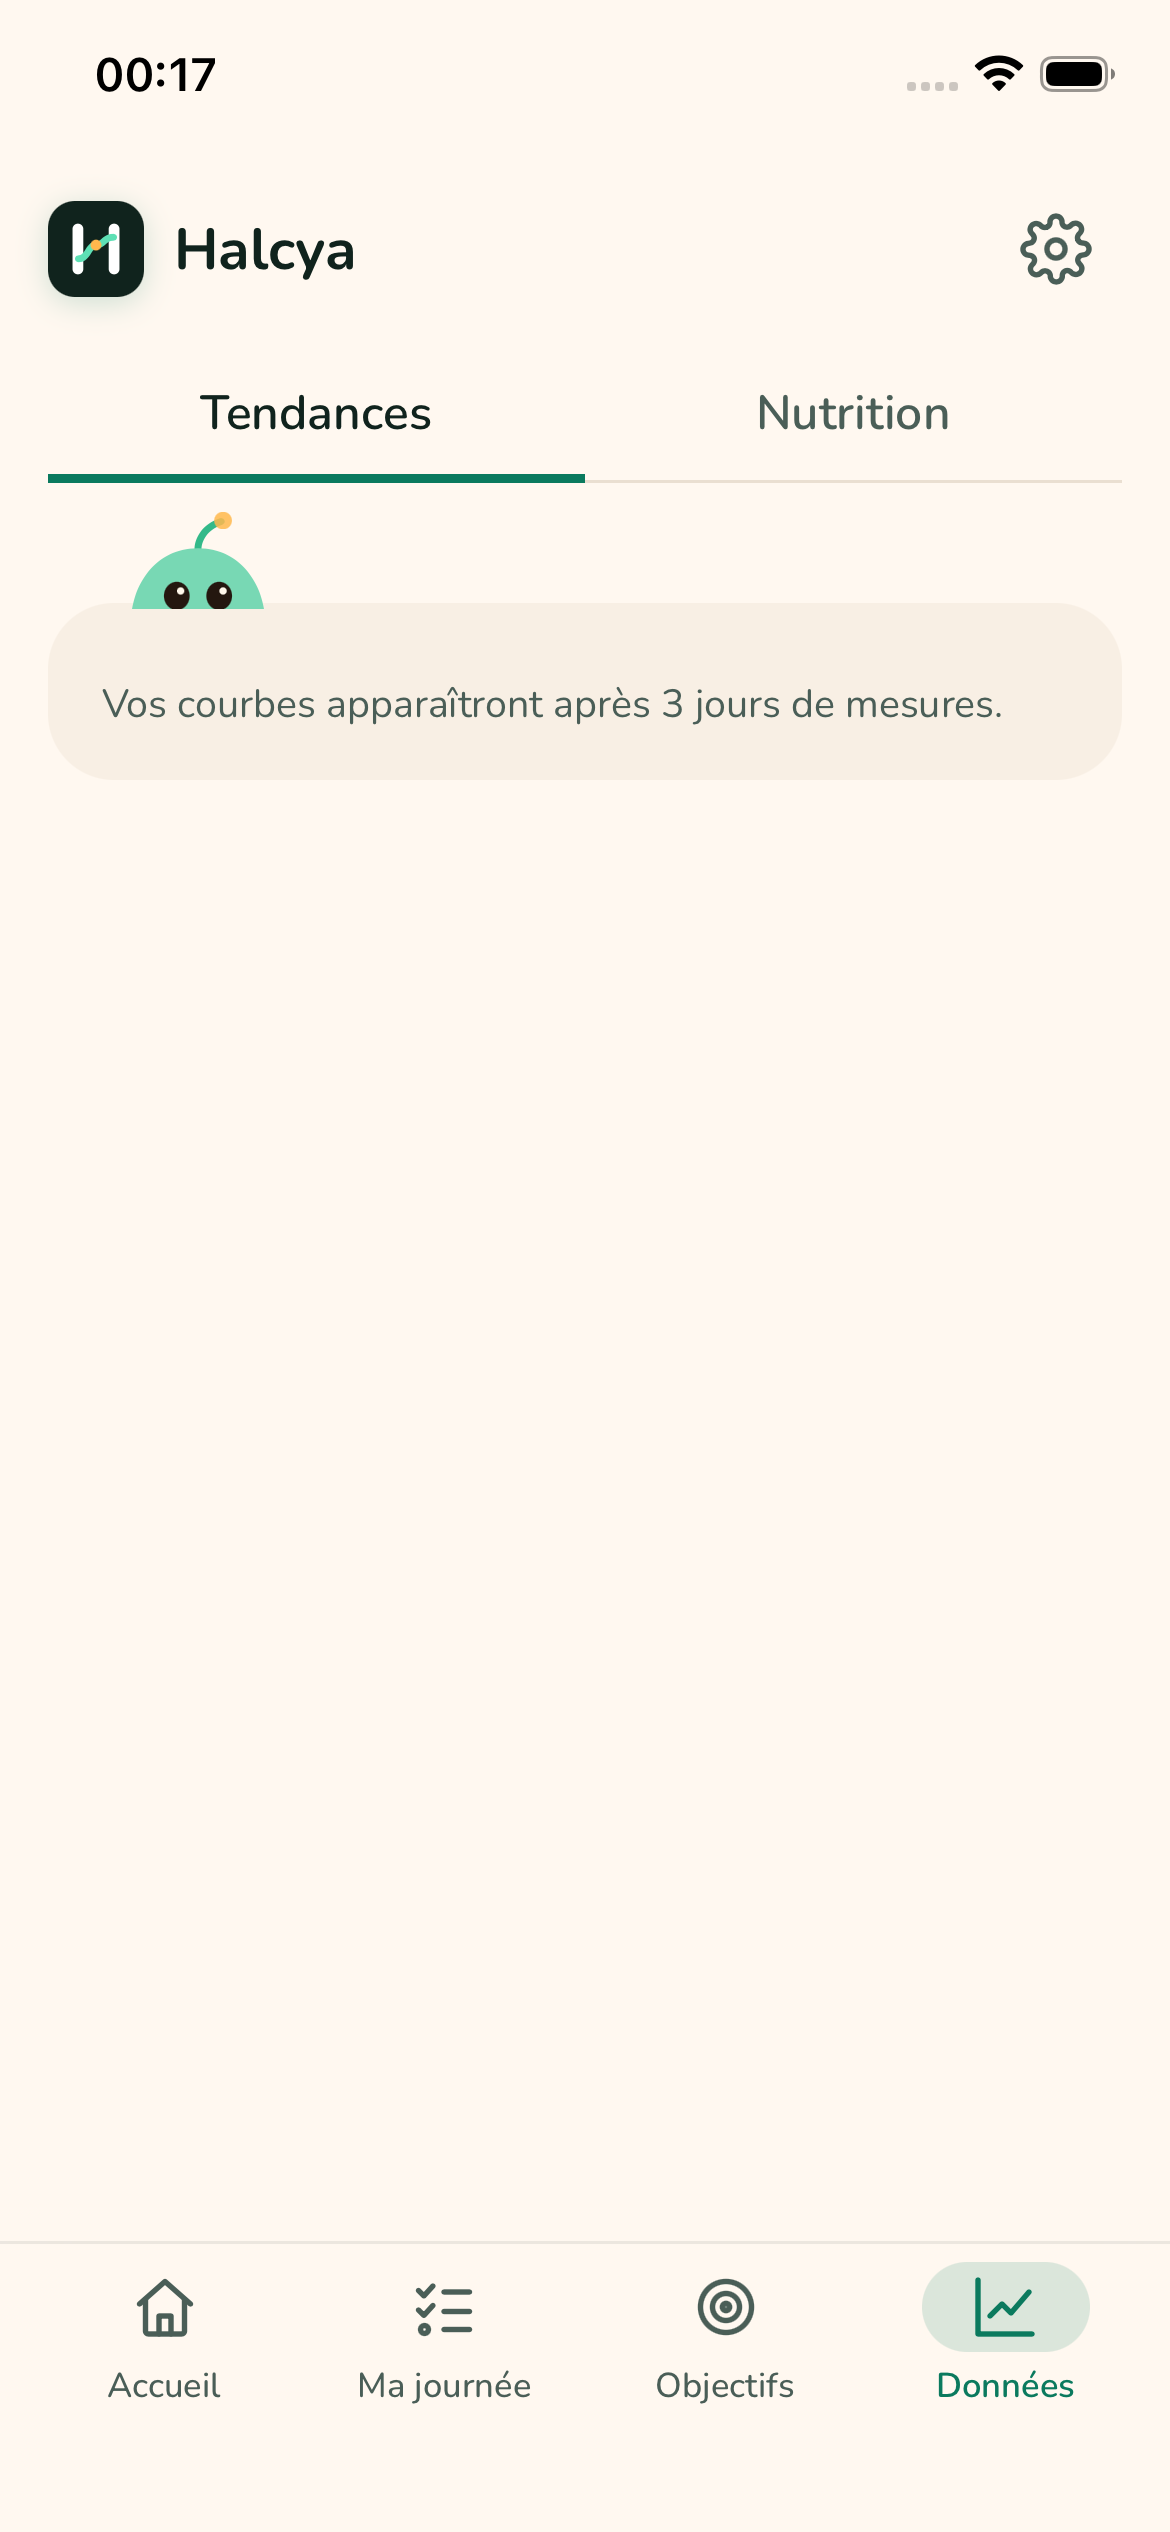 00:17
Halcya
Tendances
Nutrition
Vos courbes apparaîtront après 3 jours de mesures.
Accueil
Ma journée
Objectifs
Données